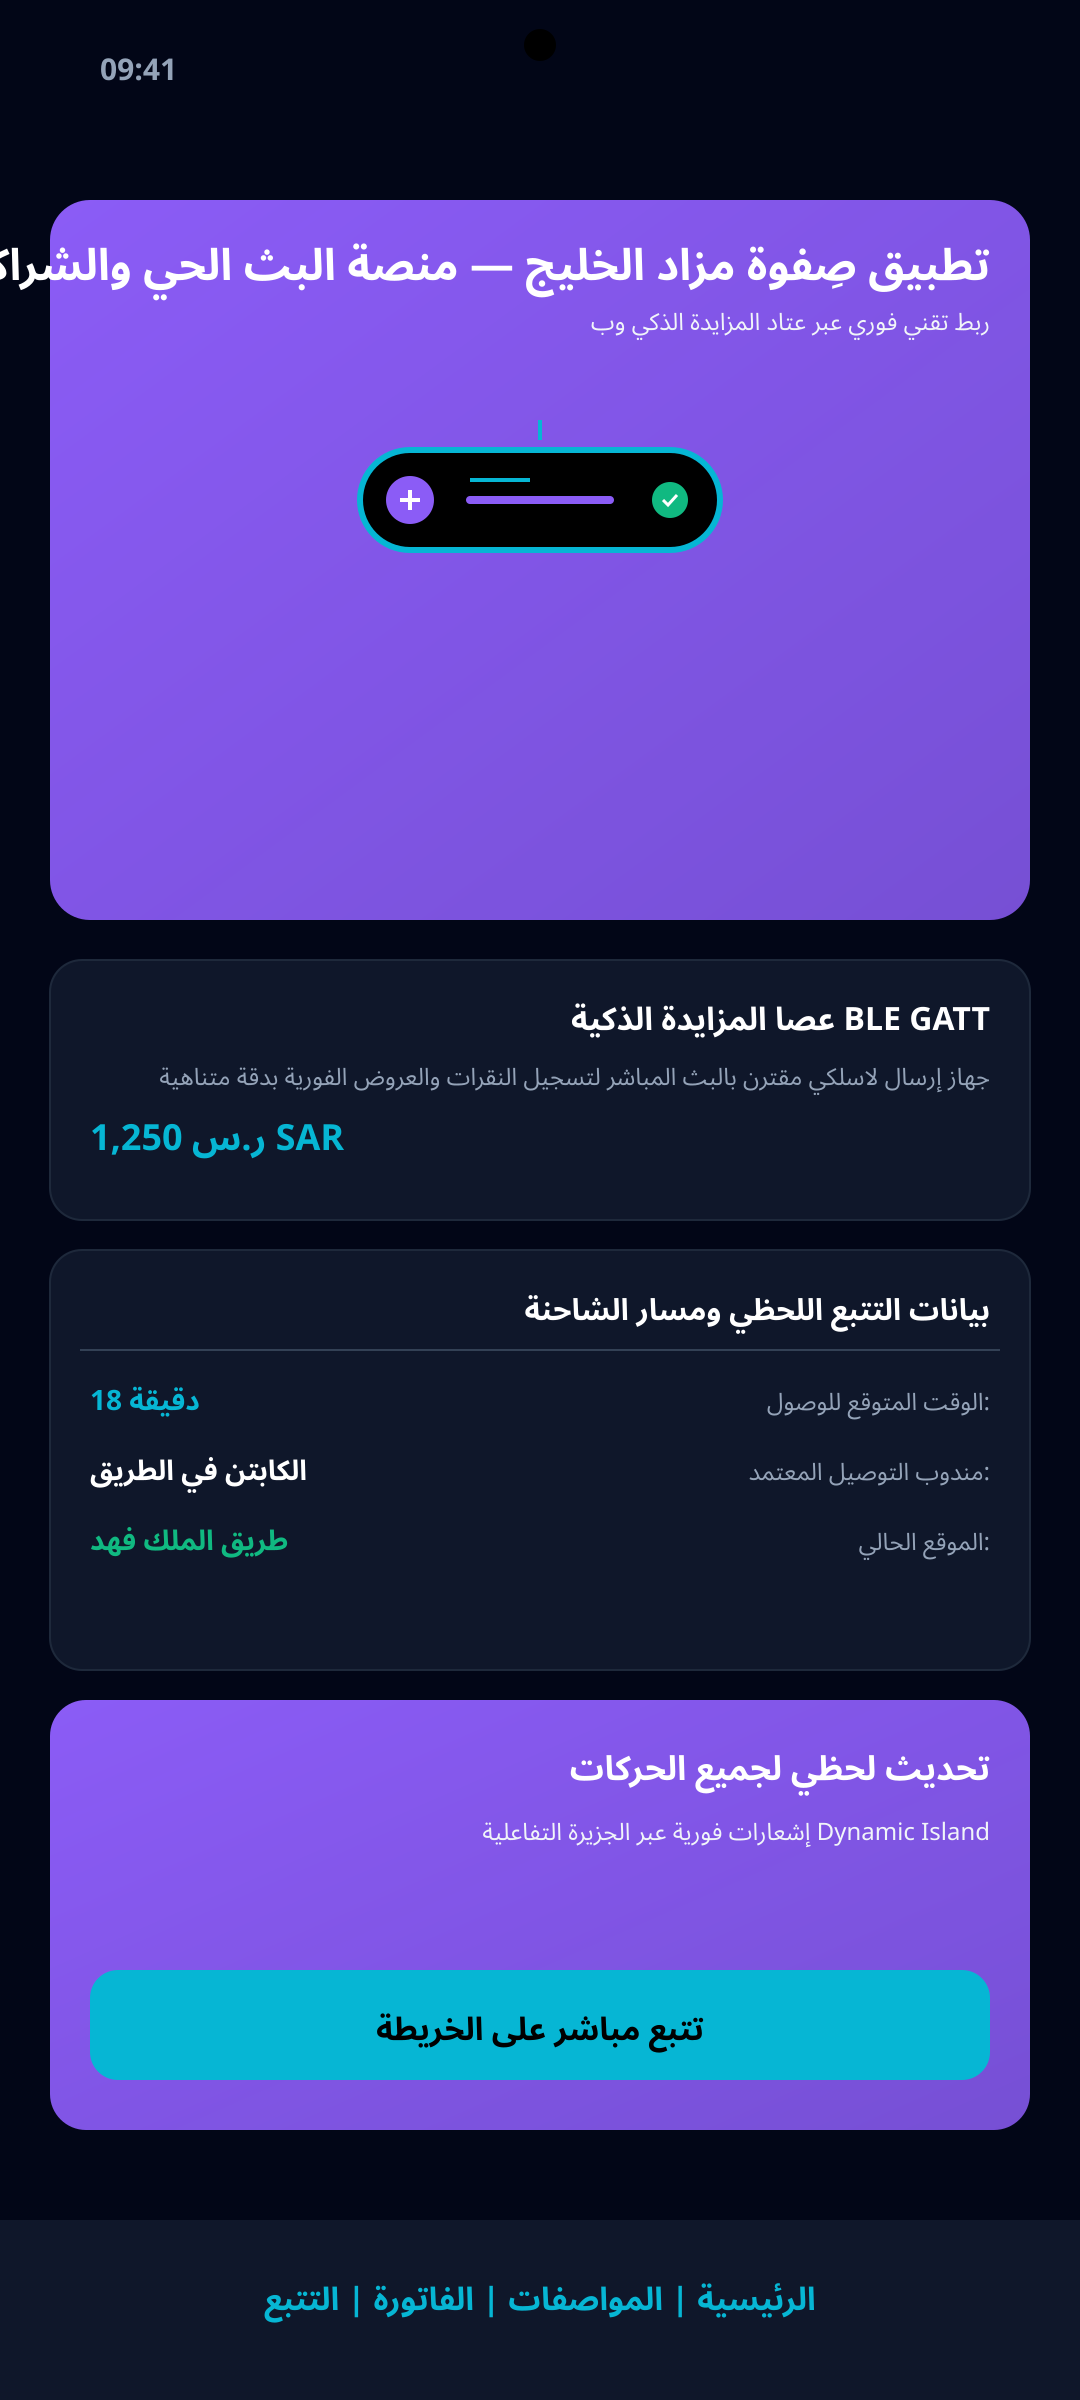 09:41
تطبيق صِفوة مزاد الخليج — منصة البث الحي
ربط تقني فوري عبر عتاد المزايدة الذكي وب
BLE GATT عصا المزايدة الذكية
جهاز إرسال لاسلكي مقترن بالبث المباشر لتسجيل النقرات والعروض الفورية بدقة متناهية
1,250 ر.س SAR
بيانات التتبع اللحظي ومسار الشاحنة
:الوقت المتوقع للوصول
18 دقيقة
:مندوب التوصيل المعتمد
الكابتن في الطريق
:الموقع الحالي
طريق الملك فهد
تحديث لحظي لجميع الحركات
Dynamic Island إشعارات فورية عبر الجزيرة التفاعلية
تتبع مباشر على الخريطة
الرئيسية | المواصفات | الفاتورة | التتبع